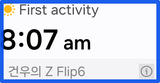 First activity
8:07 am
건우의 Z Flip6